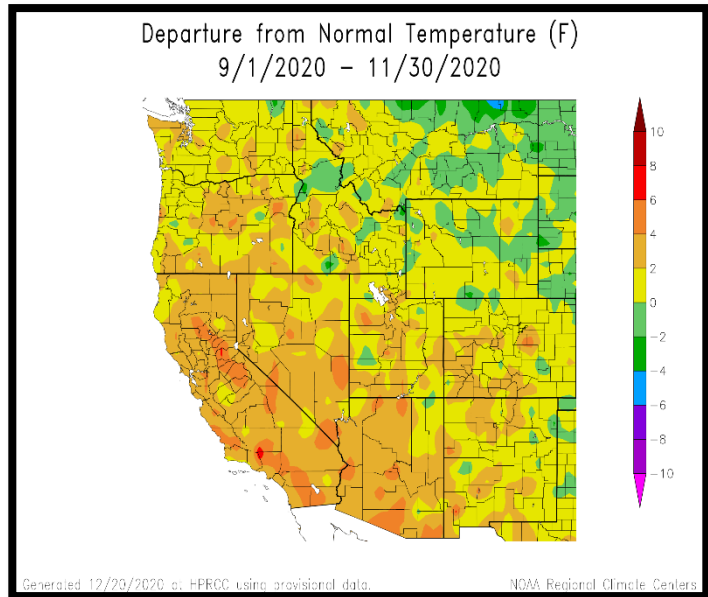 Departure from Normal Temperature (F)
9/1/2020 – 11/30/2020
10
8
6
4
2
0
-2
-4
-6
-8
-10
Generated 12/20/2020 at HPRCC using provisional data.
NOAA Regional Climate Centers